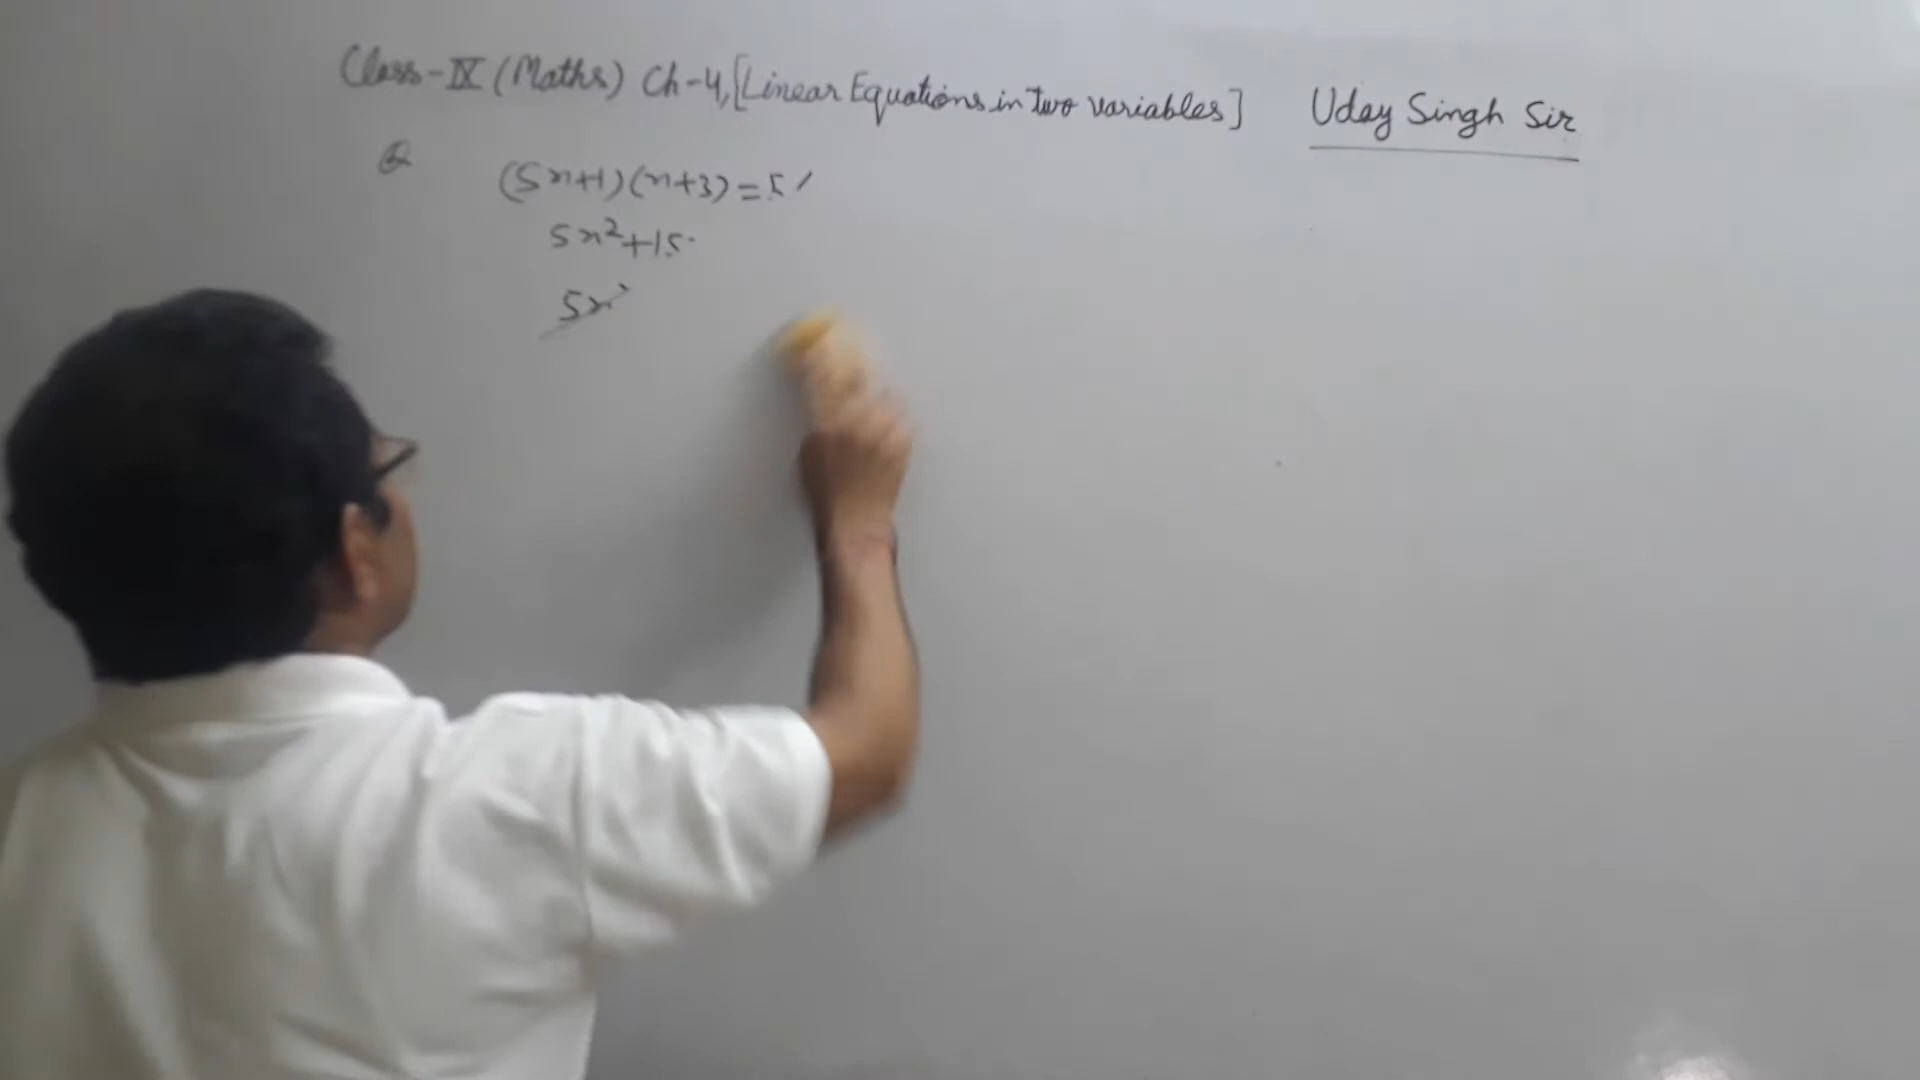 Class-IX (Maths) Ch-4, [Linear Equations in two variables] Uday Singh Sir
Q (5x+1)(x+3)=5
5x²+15
5x